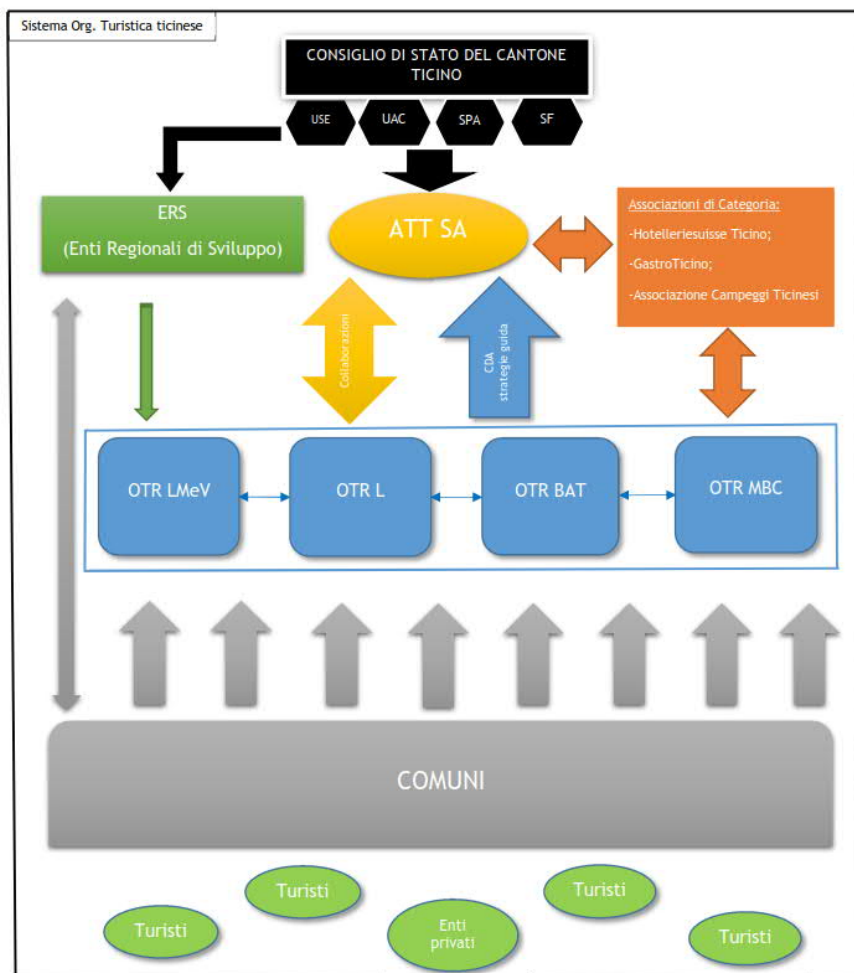 Sistema Org. Turistica ticinese
CONSIGLIO DI STATO DEL CANTONE
TICINO
USE
UAC
SPA
SF
ERS
(Enti Regionali di Sviluppo)
ATT SA
Associazioni di Categoria:
-Hotelleriesuisse Ticino;
-GastroTicino;
-Associazione Campeggi Ticinesi
Collaborazioni
CDA
strategie guida
OTR LMeV
OTR L
OTR BAT
OTR MBC
COMUNI
Turisti
Turisti
Enti
privati
Turisti
Turisti